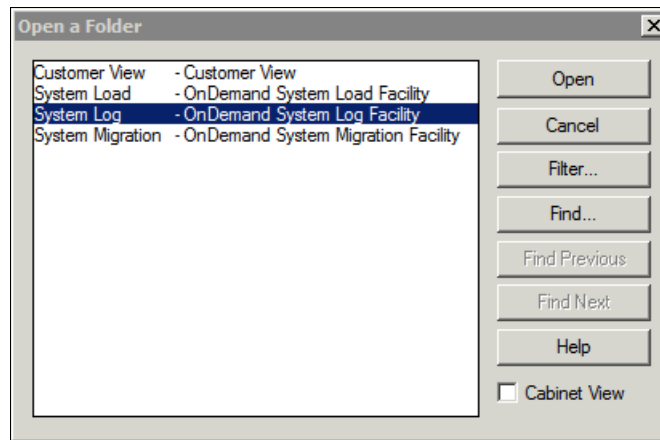 Open a Folder
Customer View - Customer View
System Load - OnDemand System Load Facility
System Log - OnDemand System Log Facility
System Migration - OnDemand System Migration Facility
Open
Cancel
Filter...
Find...
Find Previous
Find Next
Help
Cabinet View